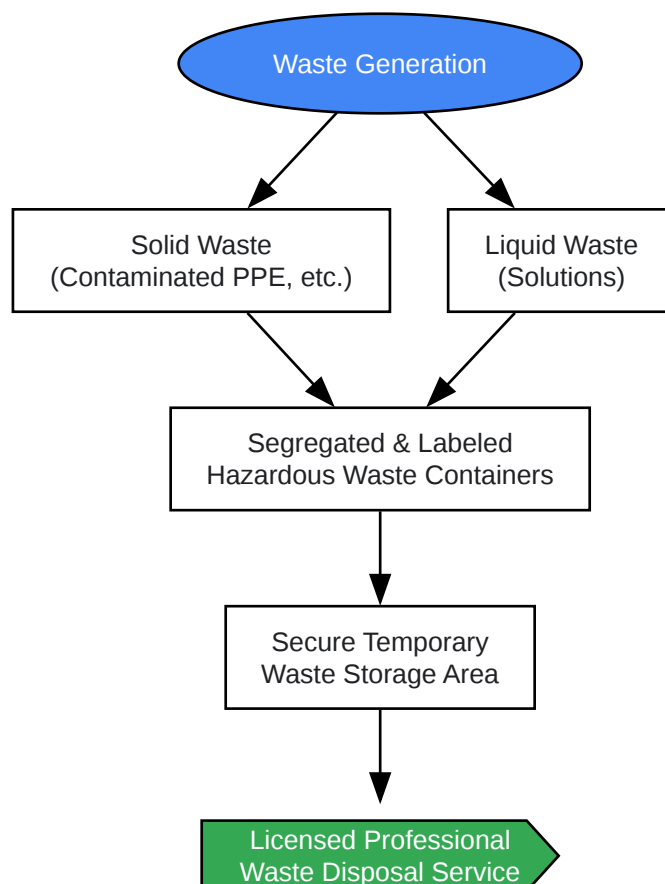 Waste Generation
Solid Waste
(Contaminated PPE, etc.)
Liquid Waste
(Solutions)
Segregated & Labeled
Hazardous Waste Containers
Secure Temporary
Waste Storage Area
Licensed Professional
Waste Disposal Service